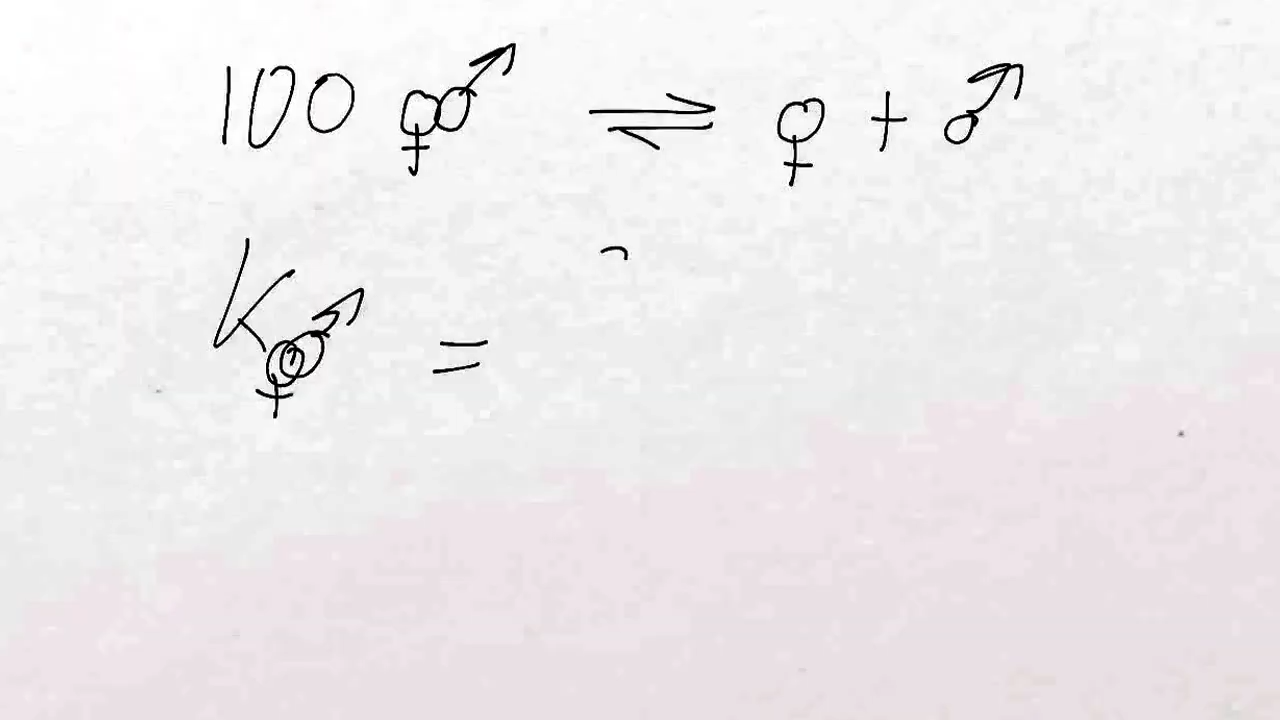 100 ♀♂ ⇌ ♀ + ♂
K♀♂ =